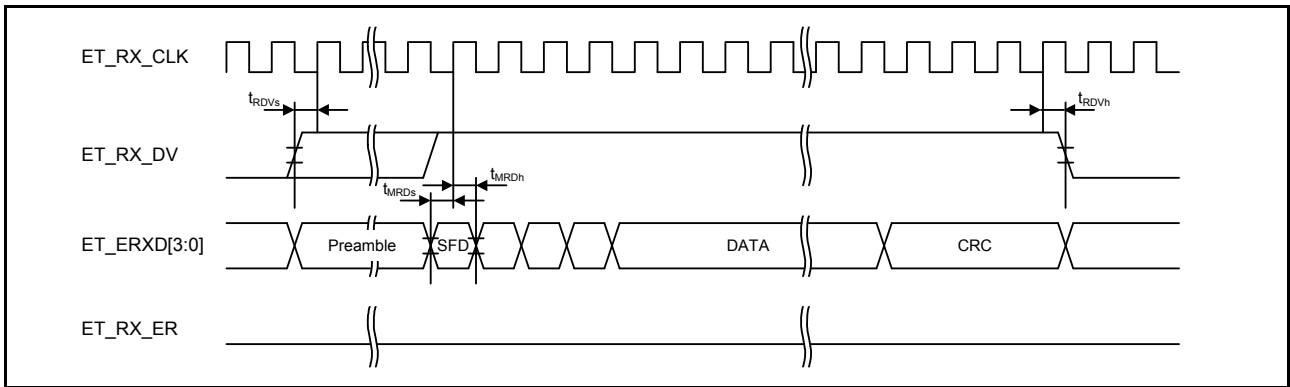 ET_RX_CLK
tRDVs
tRDVh
ET_RX_DV
tMRDs
tMRDh
ET_ERXD[3:0] Preamble SFD DATA CRC
ET_RX_ER